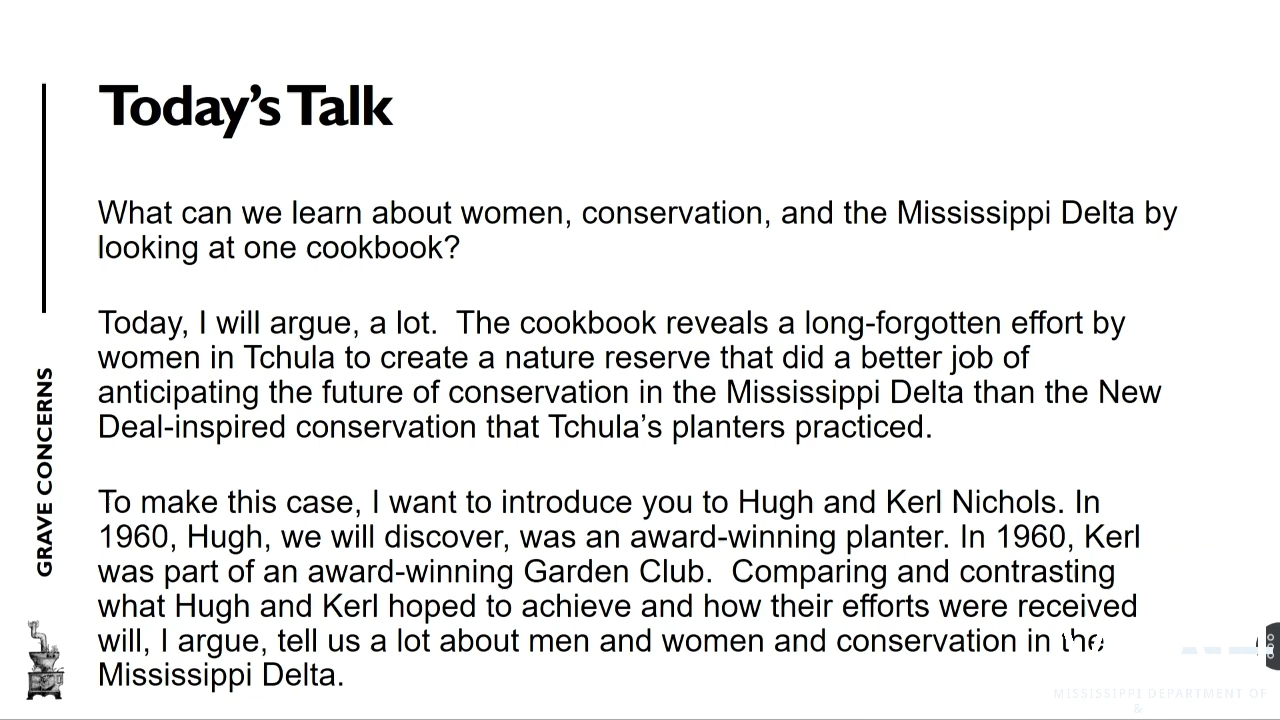 Today's Talk
What can we learn about women, conservation, and the Mississippi Delta by
looking at one cookbook?
Today, I will argue, a lot.  The cookbook reveals a long-forgotten effort by
women in Tchula to create a nature reserve that did a better job of
anticipating the future of conservation in the Mississippi Delta than the New
Deal-inspired conservation that Tchula's planters practiced.
To make this case, I want to introduce you to Hugh and Kerl Nichols. In
1960, Hugh, we will discover, was an award-winning planter. In 1960, Kerl
was part of an award-winning Garden Club.  Comparing and contrasting
what Hugh and Kerl hoped to achieve and how their efforts were received
will, I argue, tell us a lot about men and women and conservation in the
Mississippi Delta.
GRAVE CONCERNS
MISSISSIPPI DEPARTMENT OF
&